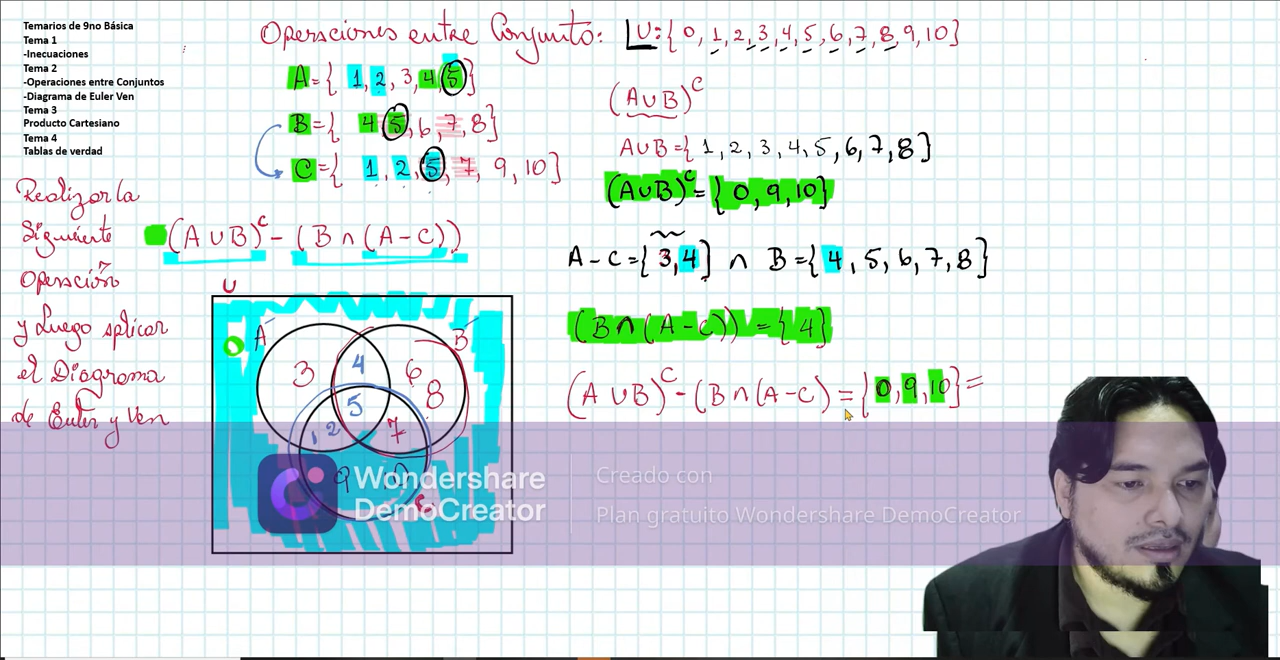 Temarios de 9no Básica
Tema 1
-Inecuaciones
Tema 2
-Operaciones entre Conjuntos
-Diagrama de Euler Ven
Tema 3
Producto Cartesiano
Tema 4
Tablas de verdad
Operaciones entre Conjunto: U:{ 0, 1, 2, 3, 4, 5, 6, 7, 8, 9, 10}
A={ 1, 2, 3, 4, 5}
B={ 4, 5, 6, 7, 8}
C={ 1, 2, 5, 7, 9, 10}
Realizar la
Siguiente
Operación
y Luego aplicar
el Diagrama
de Euler y Ven
(A ∪ B)ᶜ - (B ∩ (A - C))
U
A
B
0
3
4
6
8
5
1 2
7
9
10
C
(A∪B)ᶜ
A∪B={ 1, 2, 3, 4, 5, 6, 7, 8}
(A∪B)ᶜ={ 0, 9, 10}
A-C={3, 4} ∩ B={4, 5, 6, 7, 8}
(B ∩ (A-C)) = {4}
(A ∪ B)ᶜ - (B ∩ (A-C) = {0, 9, 10} =
Wondershare
DemoCreator
Creado con
Plan gratuito Wondershare DemoCreator